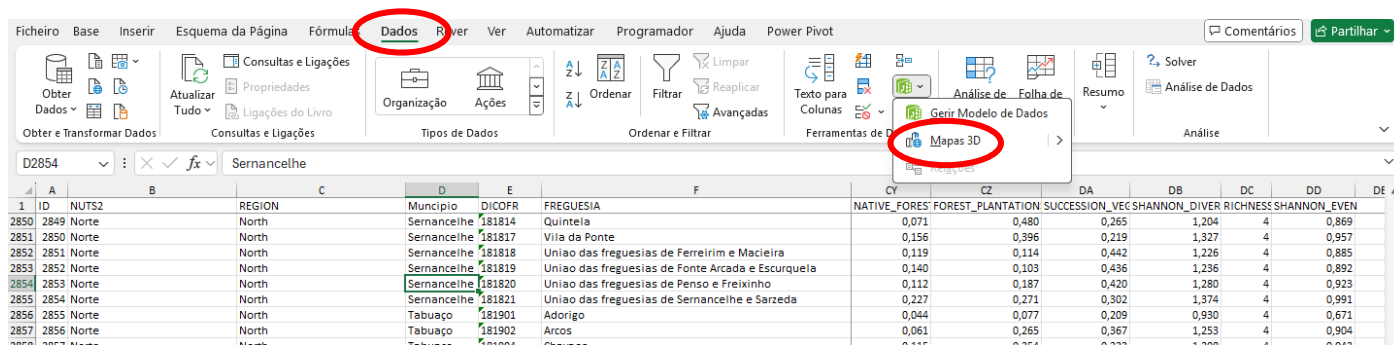 Ficheiro Base Inserir Esquema da Página Fórmulas Dados Rever Ver Automatizar Programador Ajuda Power Pivot Comentários Partilhar
Obter Dados Atualizar Tudo Consultas e Ligações Propriedades Ligações do Livro Organização Ações Ordenar Filtrar Limpar Reaplicar Avançadas Texto para Colunas Análise de Folha de Resumo Solver Análise de Dados
Gerir Modelo de Dados
Mapas 3D
Relações
Obter e Transformar Dados Consultas e Ligações Tipos de Dados Ordenar e Filtrar Ferramentas de D Análise
D2854 fx Sernancelhe
A B C D E F CY CZ DA DB DC DD DE
1 ID NUTS2 REGION Muncipio DICOFR FREGUESIA NATIVE_FOREST FOREST_PLANTATION SUCCESSION_VEG SHANNON_DIVER RICHNESS SHANNON_EVEN
2850 2849 Norte North Sernancelhe 181814 Quintela 0,071 0,480 0,265 1,204 4 0,869
2851 2850 Norte North Sernancelhe 181817 Vila da Ponte 0,156 0,396 0,219 1,327 4 0,957
2852 2851 Norte North Sernancelhe 181818 Uniao das freguesias de Ferreirim e Macieira 0,119 0,114 0,442 1,226 4 0,885
2853 2852 Norte North Sernancelhe 181819 Uniao das freguesias de Fonte Arcada e Escurquela 0,140 0,103 0,436 1,236 4 0,892
2854 2853 Norte North Sernancelhe 181820 Uniao das freguesias de Penso e Freixinho 0,112 0,187 0,420 1,280 4 0,923
2855 2854 Norte North Sernancelhe 181821 Uniao das freguesias de Sernancelhe e Sarzeda 0,227 0,271 0,302 1,374 4 0,991
2856 2855 Norte North Tabuaço 181901 Adorigo 0,044 0,077 0,209 0,930 4 0,671
2857 2856 Norte North Tabuaço 181902 Arcos 0,061 0,265 0,367 1,253 4 0,904